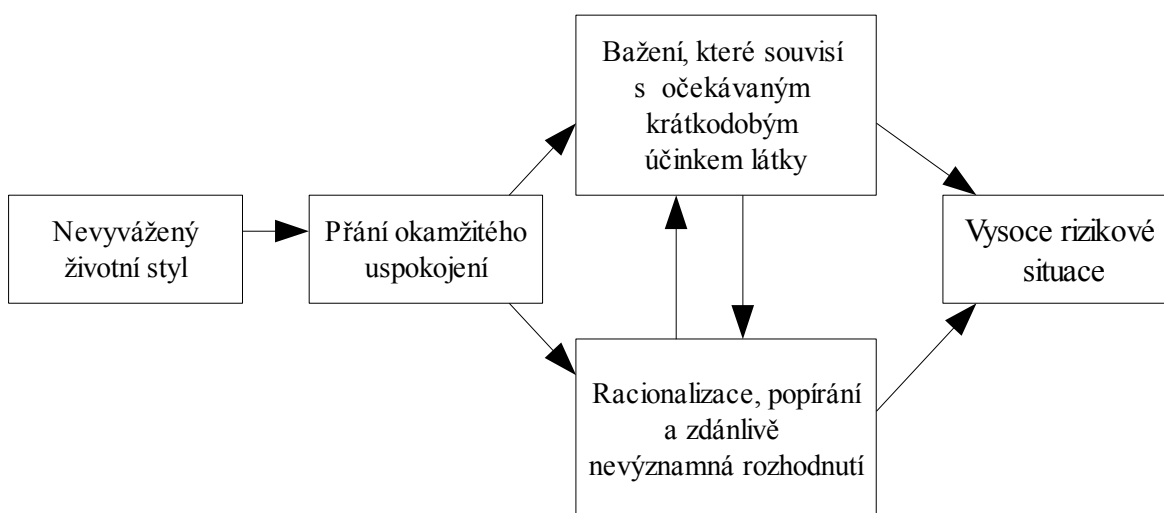 Bažení, které souvisí
s očekávaným
krátkodobým
účinkem látky
Nevyvážený
životní styl
Přání okamžitého
uspokojení
Vysoce rizikové
situace
Racionalizace, popírání
a zdánlivě
nevýznamná rozhodnutí